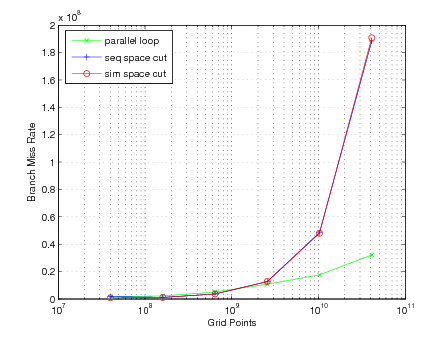 x 10^8
2
1.8
1.6
1.4
1.2
1
0.8
0.6
0.4
0.2
0
Branch Miss Rate
parallel loop
seq space cut
sim space cut
10^7 10^8 10^9 10^10 10^11
Grid Points